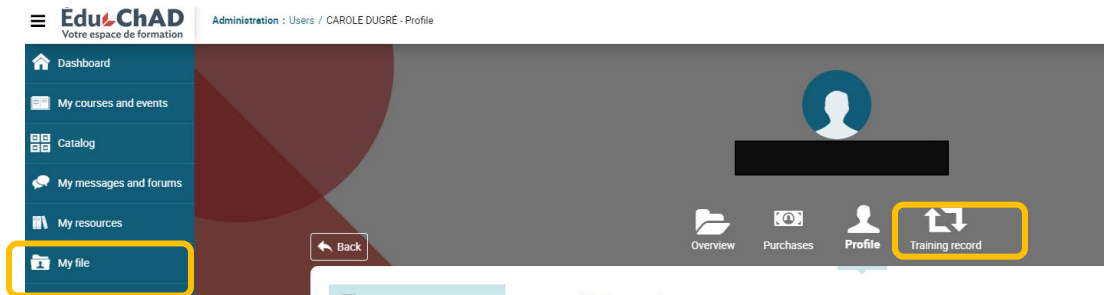 ÉduChAD
Votre espace de formation
Administration : Users / CAROLE DUGRÉ - Profile
Dashboard
My courses and events
Catalog
My messages and forums
My resources
My file
Back
Overview
Purchases
Profile
Training record